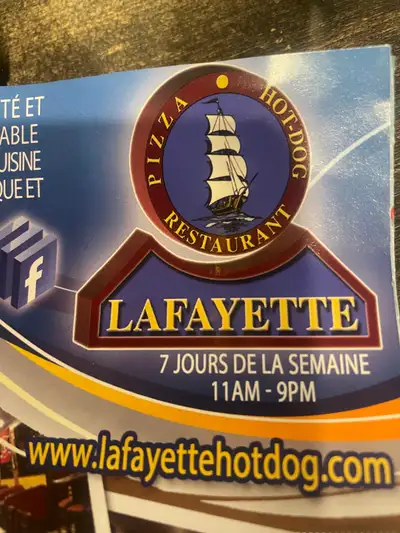 TÉ ET
ABLE
UISINE
QUE ET
PIZZA • HOT-DOG
RESTAURANT
f
LAFAYETTE
7 JOURS DE LA SEMAINE
11AM - 9PM
www.lafayettehotdog.com